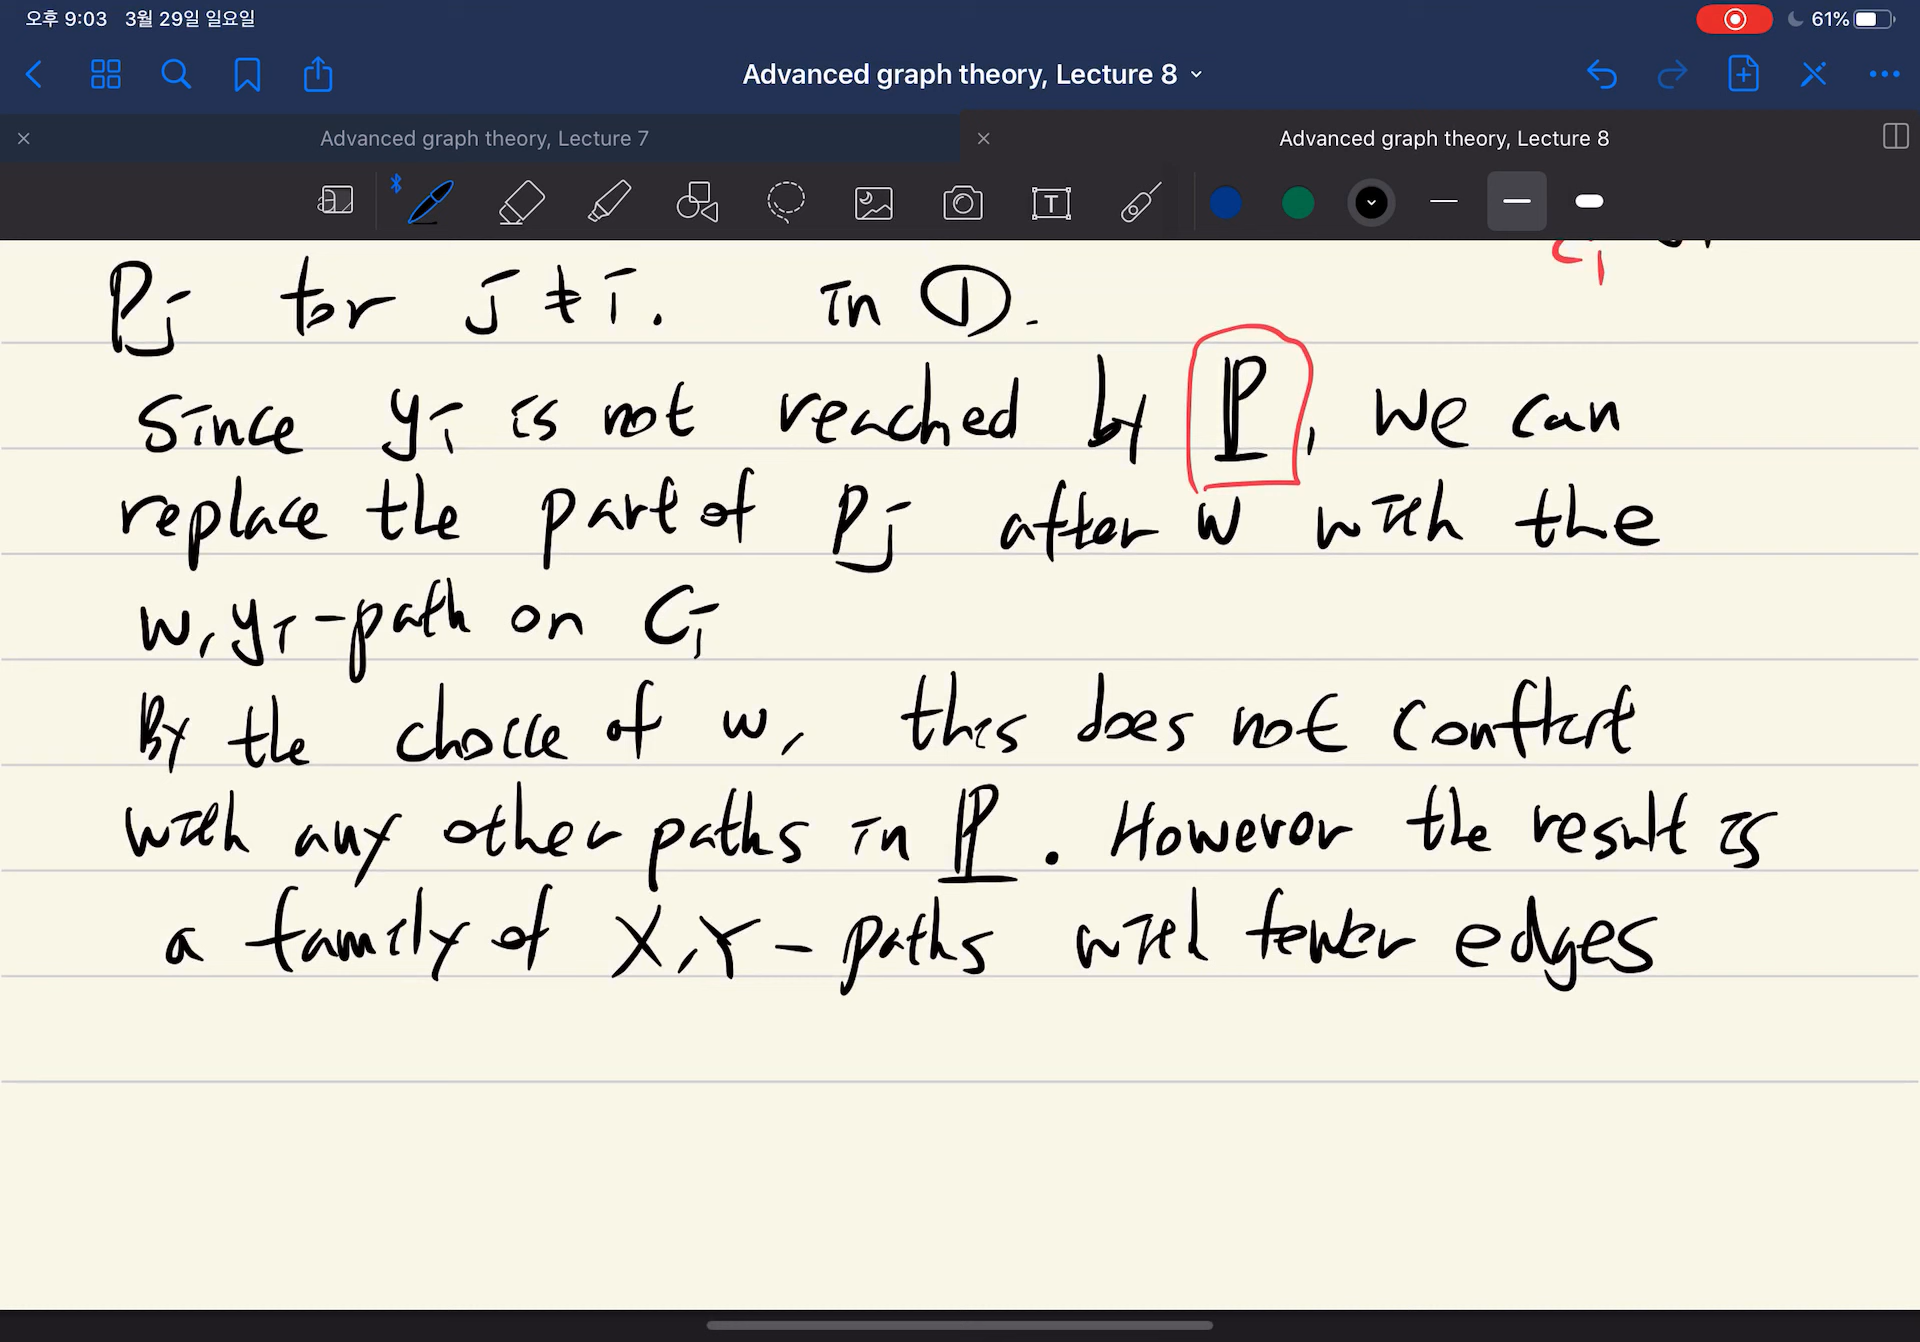 오후 9:03 3월 29일 일요일
61%
Advanced graph theory, Lecture 8
Advanced graph theory, Lecture 7
Advanced graph theory, Lecture 8
Pj for j ≠ i. in ①.
Since yi is not reached by ℙ, we can
replace the part of Pj after w with the
w, yi-path on Ci
By the choice of w, this does not conflict
with any other paths in ℙ. However the result is
a family of X,Y-paths with fewer edges